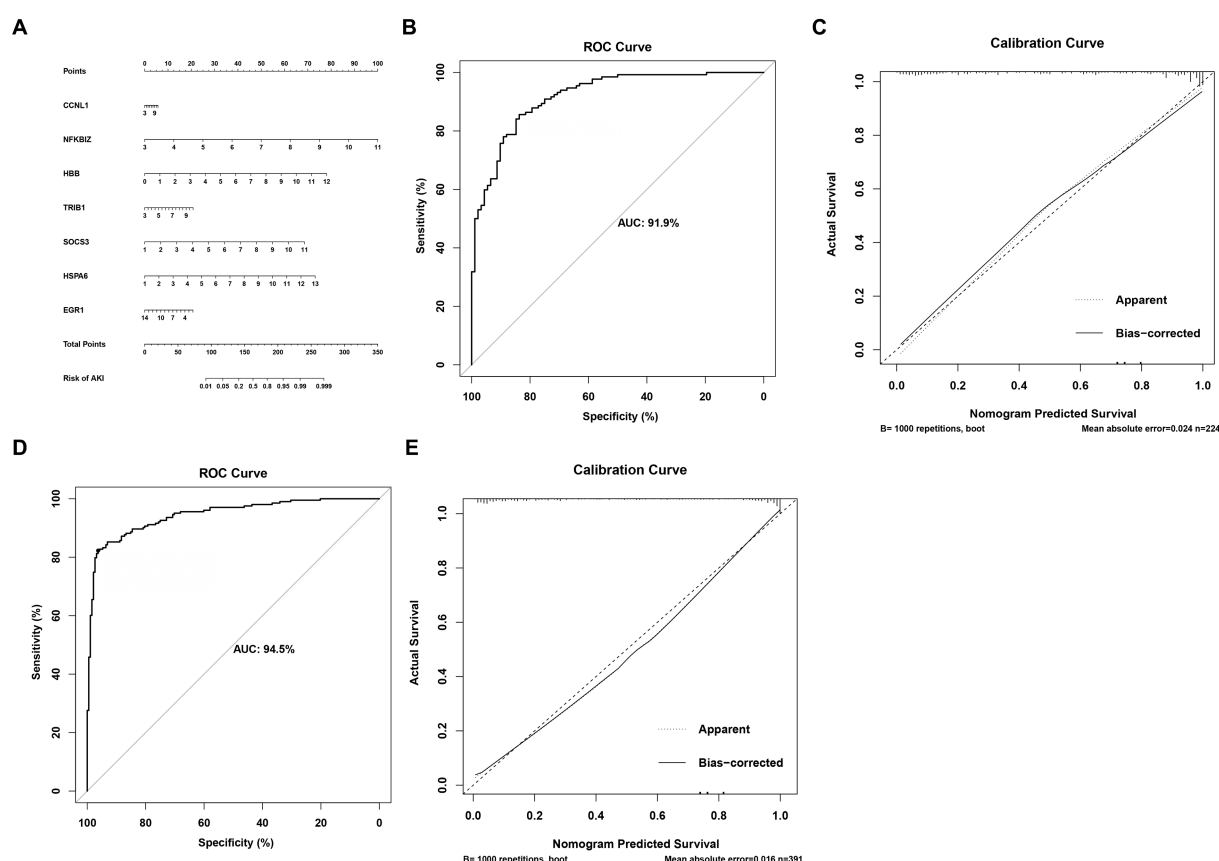 A
Points
0 10 20 30 40 50 60 70 80 90 100
CCNL1
3 9
NFKBIZ
3 4 5 6 7 8 9 10 11
HBB
0 1 2 3 4 5 6 7 8 9 10 11 12
TRIB1
3 5 7 9
SOCS3
1 2 3 4 5 6 7 8 9 10 11
HSPA6
1 2 3 4 5 6 7 8 9 10 11 12 13
EGR1
14 10 7 4
Total Points
0 50 100 150 200 250 300 350
Risk of AKI
0.01 0.05 0.2 0.5 0.8 0.95 0.99 0.999
B
ROC Curve
Sensitivity (%)
100
80
60
40
20
0
AUC: 91.9%
100 80 60 40 20 0
Specificity (%)
C
Calibration Curve
Actual Survival
1.0
0.8
0.6
0.4
0.2
0.0
Apparent
Bias-corrected
0.0 0.2 0.4 0.6 0.8 1.0
Nomogram Predicted Survival
B= 1000 repetitions, boot
Mean absolute error=0.024 n=224
D
ROC Curve
Sensitivity (%)
100
80
60
40
20
0
AUC: 94.5%
100 80 60 40 20 0
Specificity (%)
E
Calibration Curve
Actual Survival
1.0
0.8
0.6
0.4
0.2
0.0
Apparent
Bias-corrected
0.0 0.2 0.4 0.6 0.8 1.0
Nomogram Predicted Survival
B= 1000 repetitions, boot
Mean absolute error=0.016 n=391